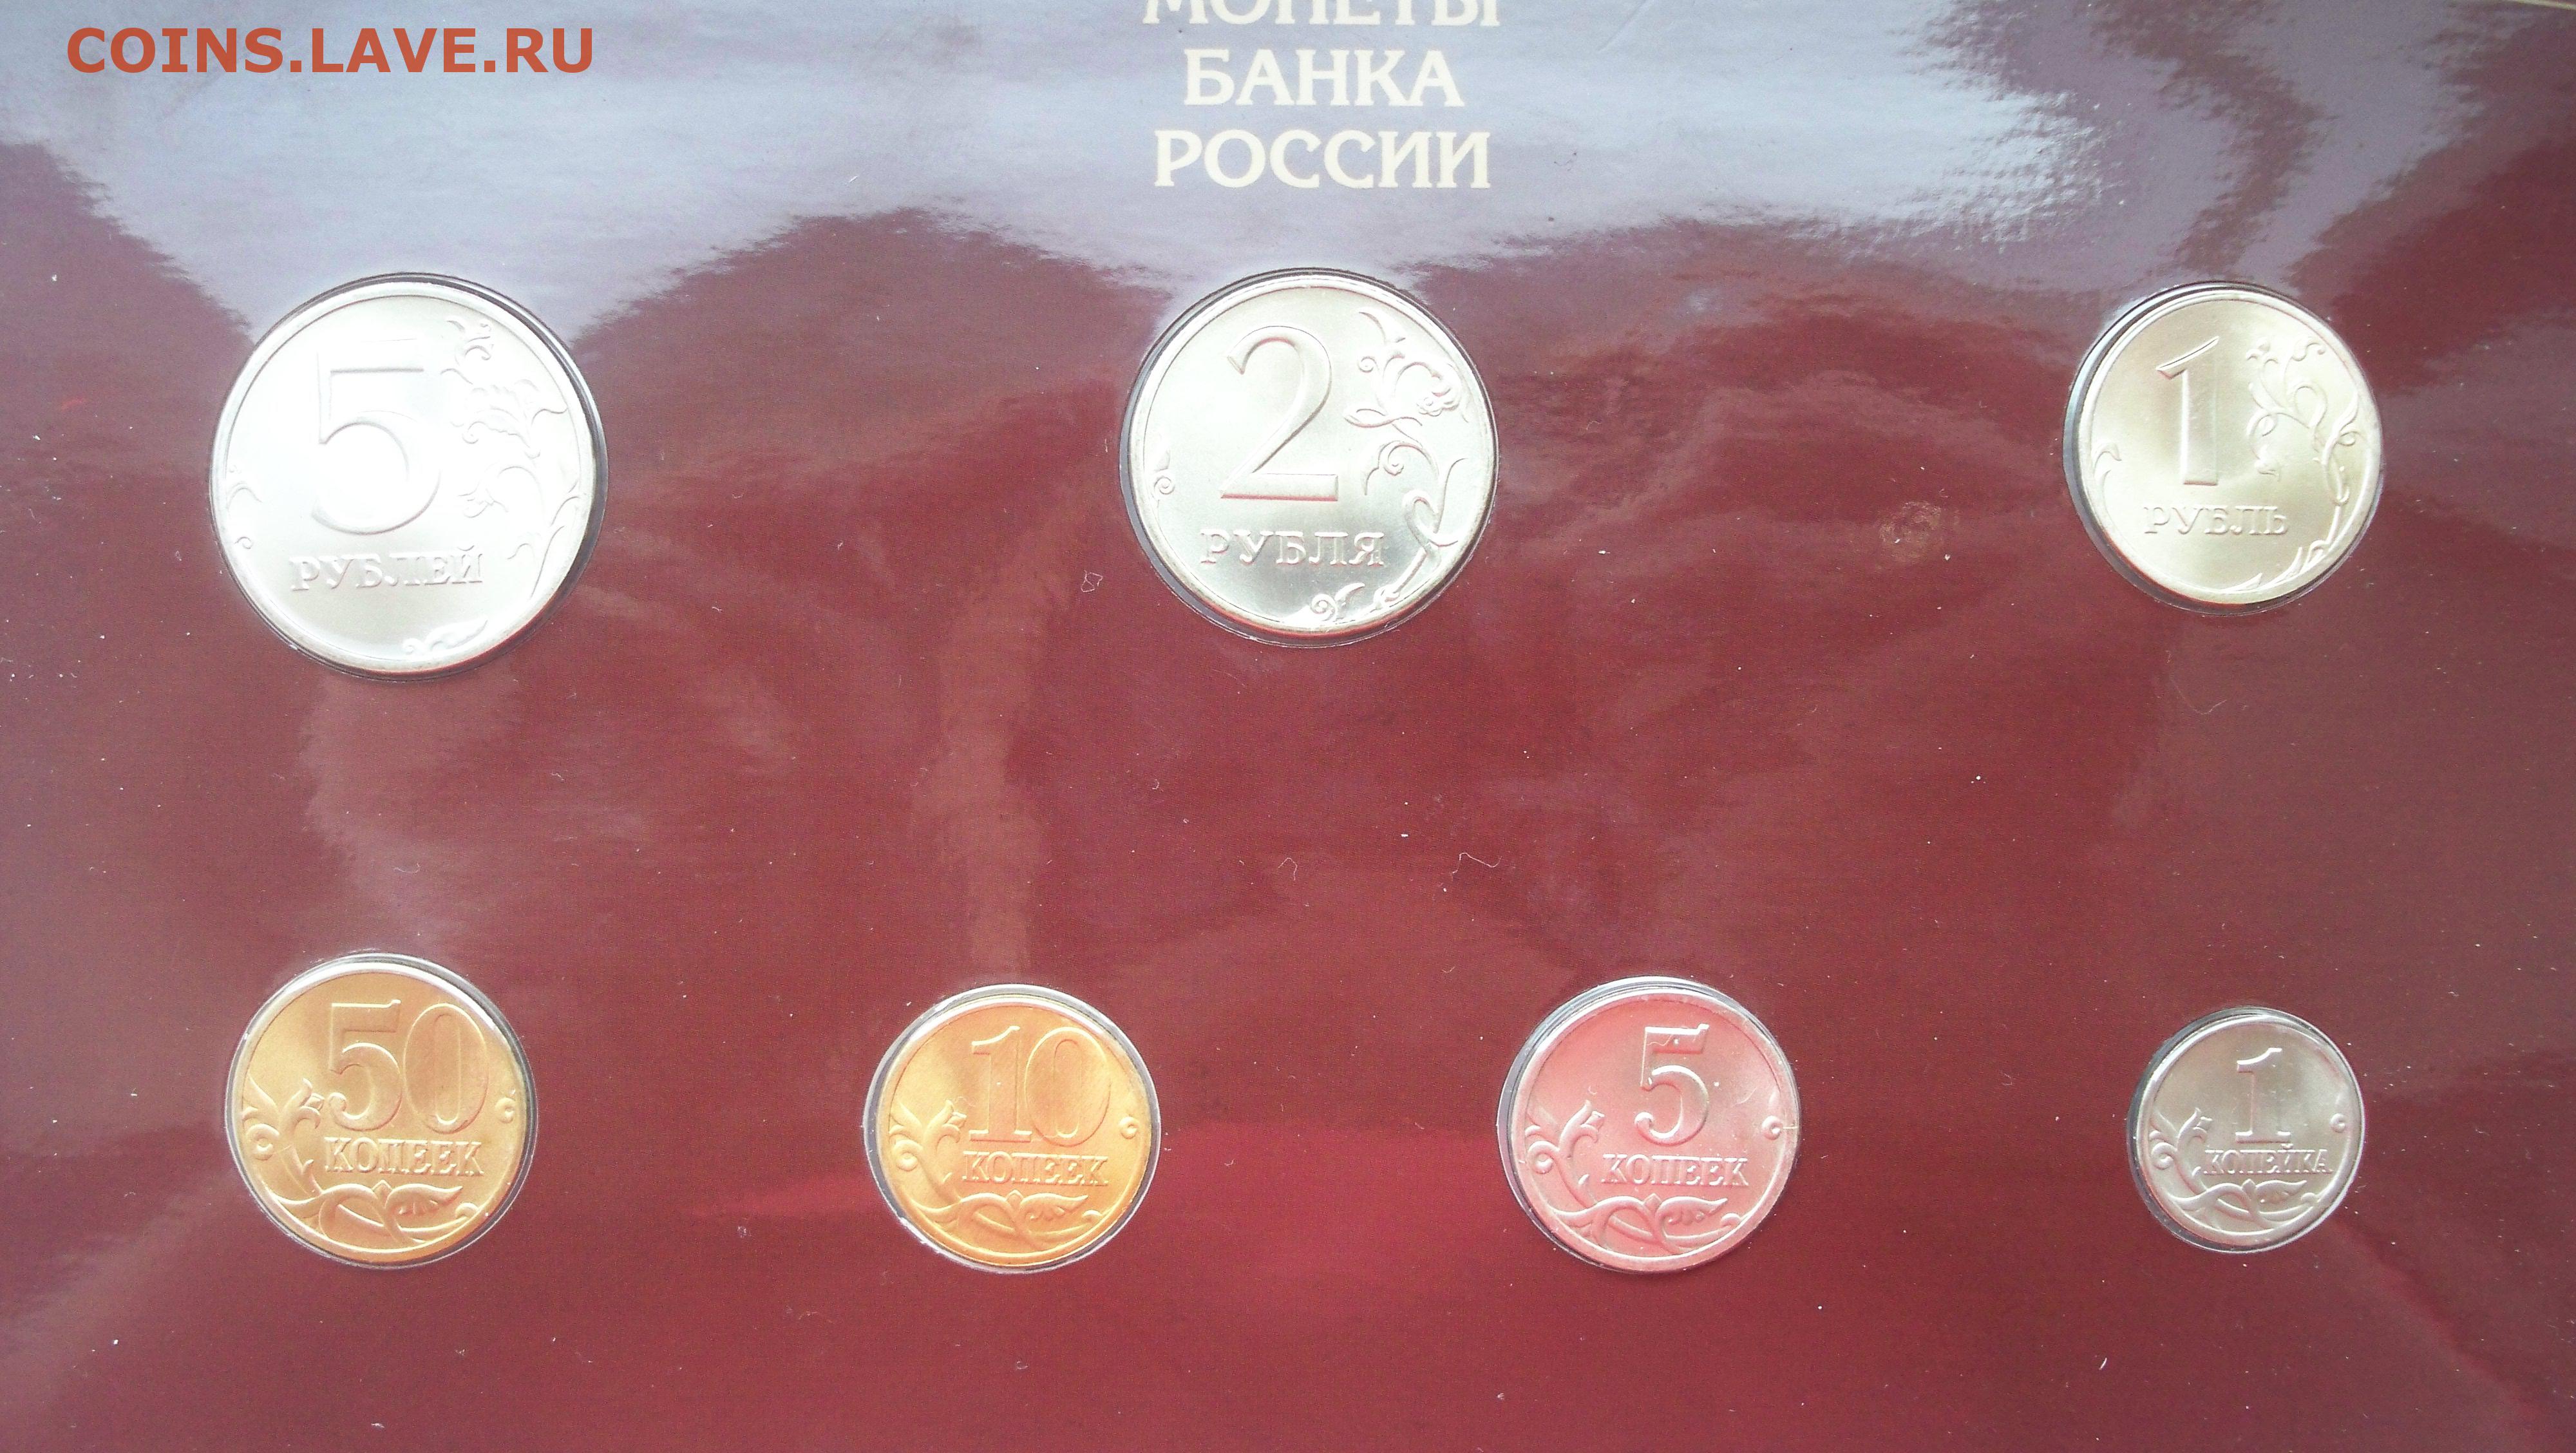 COINS.LAVE.RU
МОНЕТЫ
БАНКА
РОССИИ
5
РУБЛЕЙ
2
РУБЛЯ
1
РУБЛЬ
50
КОПЕЕК
10
КОПЕЕК
5
КОПЕЕК
1
КОПЕЙКА